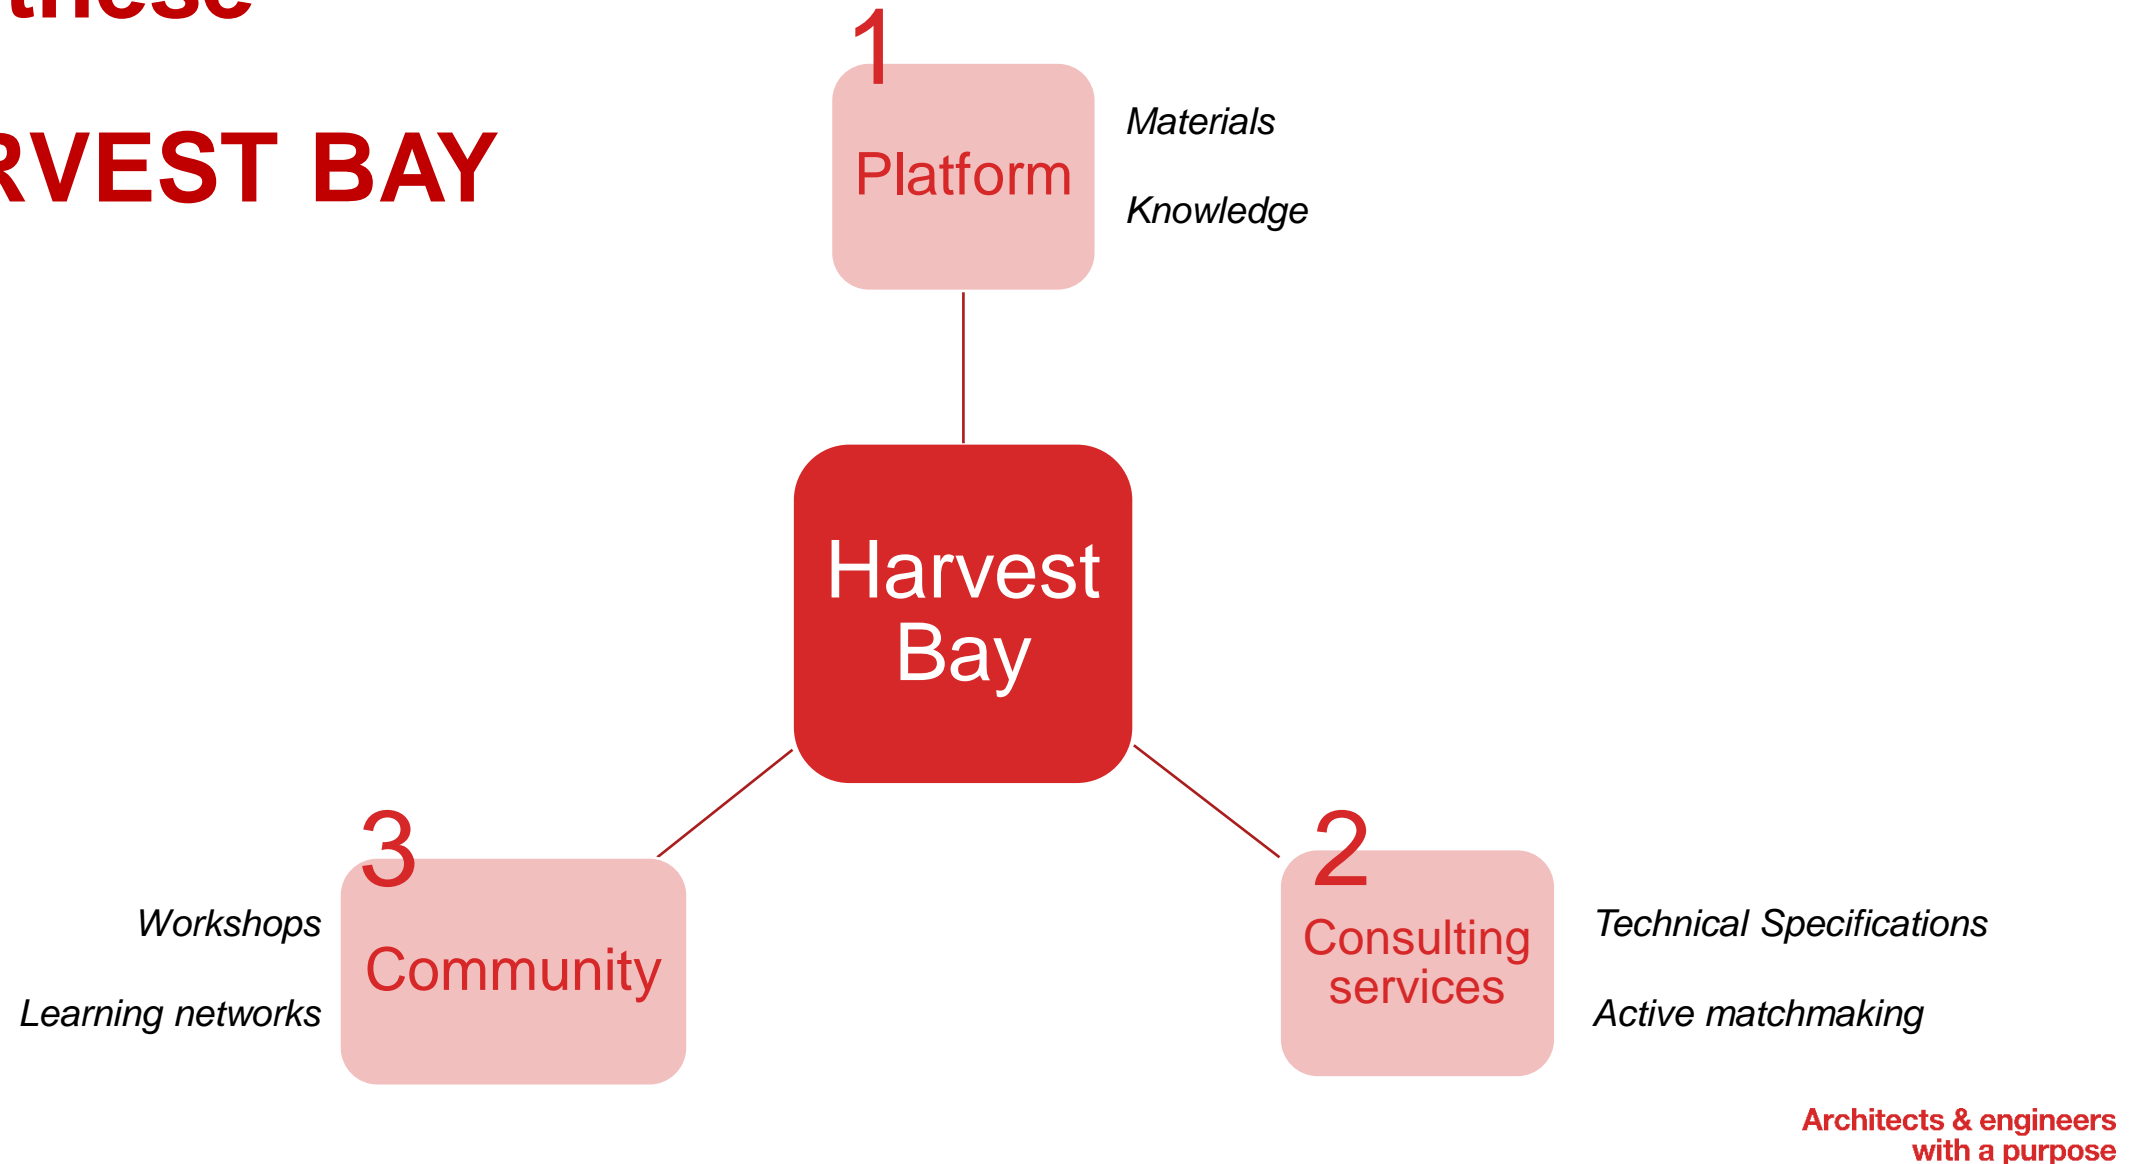 these
RVEST BAY
1
Platform
Materials
Knowledge
Harvest
Bay
3
Community
Workshops
Learning networks
2
Consulting
services
Technical Specifications
Active matchmaking
Architects & engineers
with a purpose